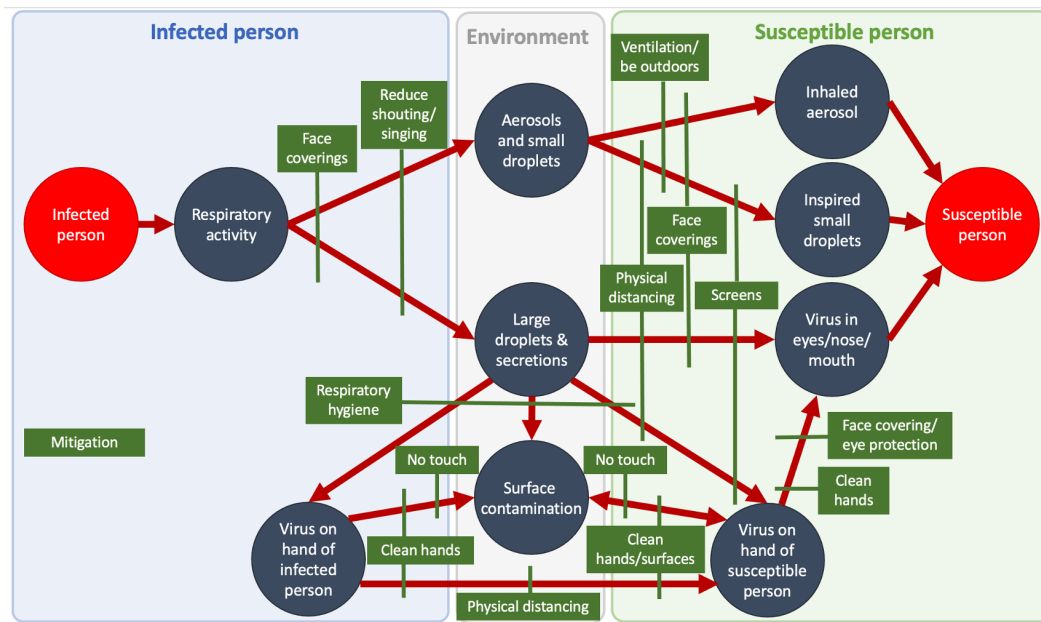 Infected person
Environment
Susceptible person
Ventilation/
be outdoors
Inhaled
aerosol
Reduce
shouting/
singing
Face
coverings
Aerosols
and small
droplets
Infected
person
Respiratory
activity
Inspired
small
droplets
Susceptible
person
Face
coverings
Physical
distancing
Screens
Large
droplets &
secretions
Virus in
eyes/nose/
mouth
Respiratory
hygiene
Mitigation
Face covering/
eye protection
No touch
No touch
Surface
contamination
Clean
hands
Virus on
hand of
infected
person
Clean hands
Clean
hands/surfaces
Virus on
hand of
susceptible
person
Physical distancing